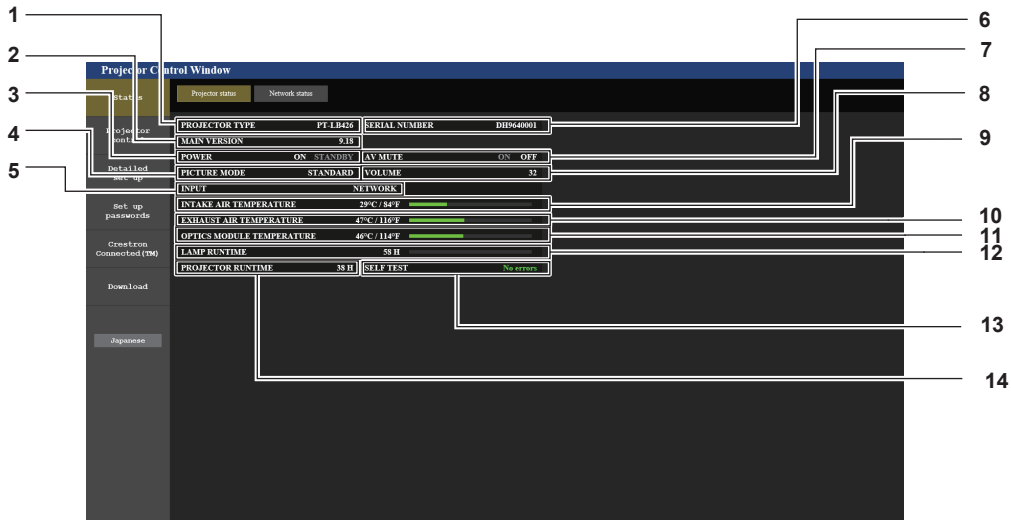 1
6
2
7
Projector Control Window
3
Status
Projector status
Network status
8
4
Projector control
PROJECTOR TYPE PT-LB426
SERIAL NUMBER DH9640001
MAIN VERSION 9.18
9
5
POWER ON STANDBY
AV MUTE ON OFF
Detailed set up
PICTURE MODE STANDARD
VOLUME 32
INPUT NETWORK
Set up
passwords
INTAKE AIR TEMPERATURE 29°C / 84°F
10
EXHAUST AIR TEMPERATURE 47°C / 116°F
11
OPTICS MODULE TEMPERATURE 46°C / 114°F
12
Crestron
Connected(TM)
LAMP RUNTIME 58 H
PROJECTOR RUNTIME 38 H
SELF TEST No errors
Download
13
Japanese
14